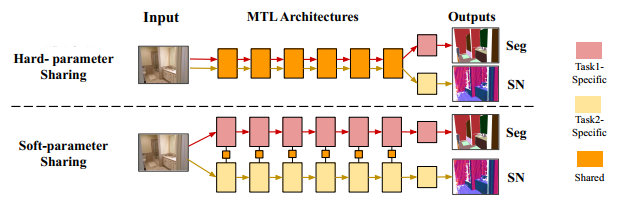 Input
MTL Architectures
Outputs
Hard- parameter
Sharing
Seg
SN
Task1-
Specific
Task2-
Specific
Shared
Soft-parameter
Sharing
Seg
SN